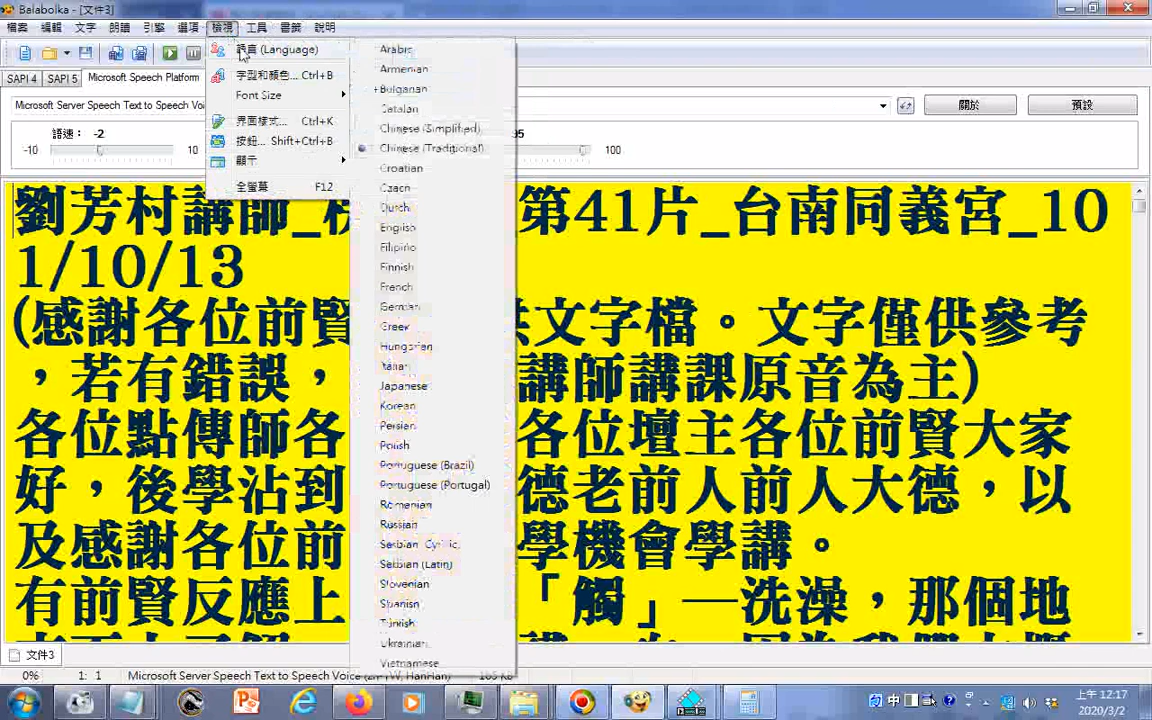 Balabolka - [文件3]
檔案 編輯 文字 朗讀 引擎 選項 檢視 工具 書籤 說明
SAPI 4 SAPI 5 Microsoft Speech Platform
Microsoft Server Speech Text to Speech Voi
關於 預設
語速： -2 95
-10 10 100
語言 (Language)
字型和顏色... Ctrl+B
Font Size
界面樣式... Ctrl+K
按鈕... Shift+Ctrl+B
顯示
全螢幕 F12
Arabic
Armenian
Bulgarian
Catalan
Chinese (Simplified)
Chinese (Traditional)
Croatian
Czech
Dutch
English
Filipino
Finnish
French
German
Greek
Hungarian
Italian
Japanese
Korean
Persian
Polish
Portuguese (Brazil)
Portuguese (Portugal)
Romanian
Russian
Serbian (Cyrillic)
Serbian (Latin)
Slovenian
Spanish
Turkish
Ukrainian
Vietnamese
劉芳村講師_ 第41片_台南同義宮_10
1/10/13
(感謝各位前賢 供文字檔。文字僅供參考
，若有錯誤， 講師講課原音為主)
各位點傳師各 各位壇主各位前賢大家
好，後學沾到 德老前人前人大德，以
及感謝各位前 學機會學講。
有前賢反應上 「觸」—洗澡，那個地
文件3
0% 1: 1 Microsoft Server Speech Text to Speech Voice (zh-TW, HanHan)
中
上午 12:17
2020/3/2